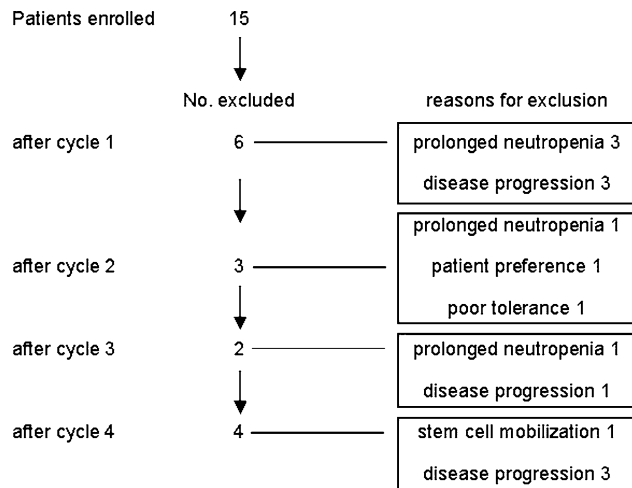 Patients enrolled 15
No. excluded reasons for exclusion
after cycle 1 6 prolonged neutropenia 3
disease progression 3
prolonged neutropenia 1
after cycle 2 3 patient preference 1
poor tolerance 1
after cycle 3 2 prolonged neutropenia 1
disease progression 1
after cycle 4 4 stem cell mobilization 1
disease progression 3